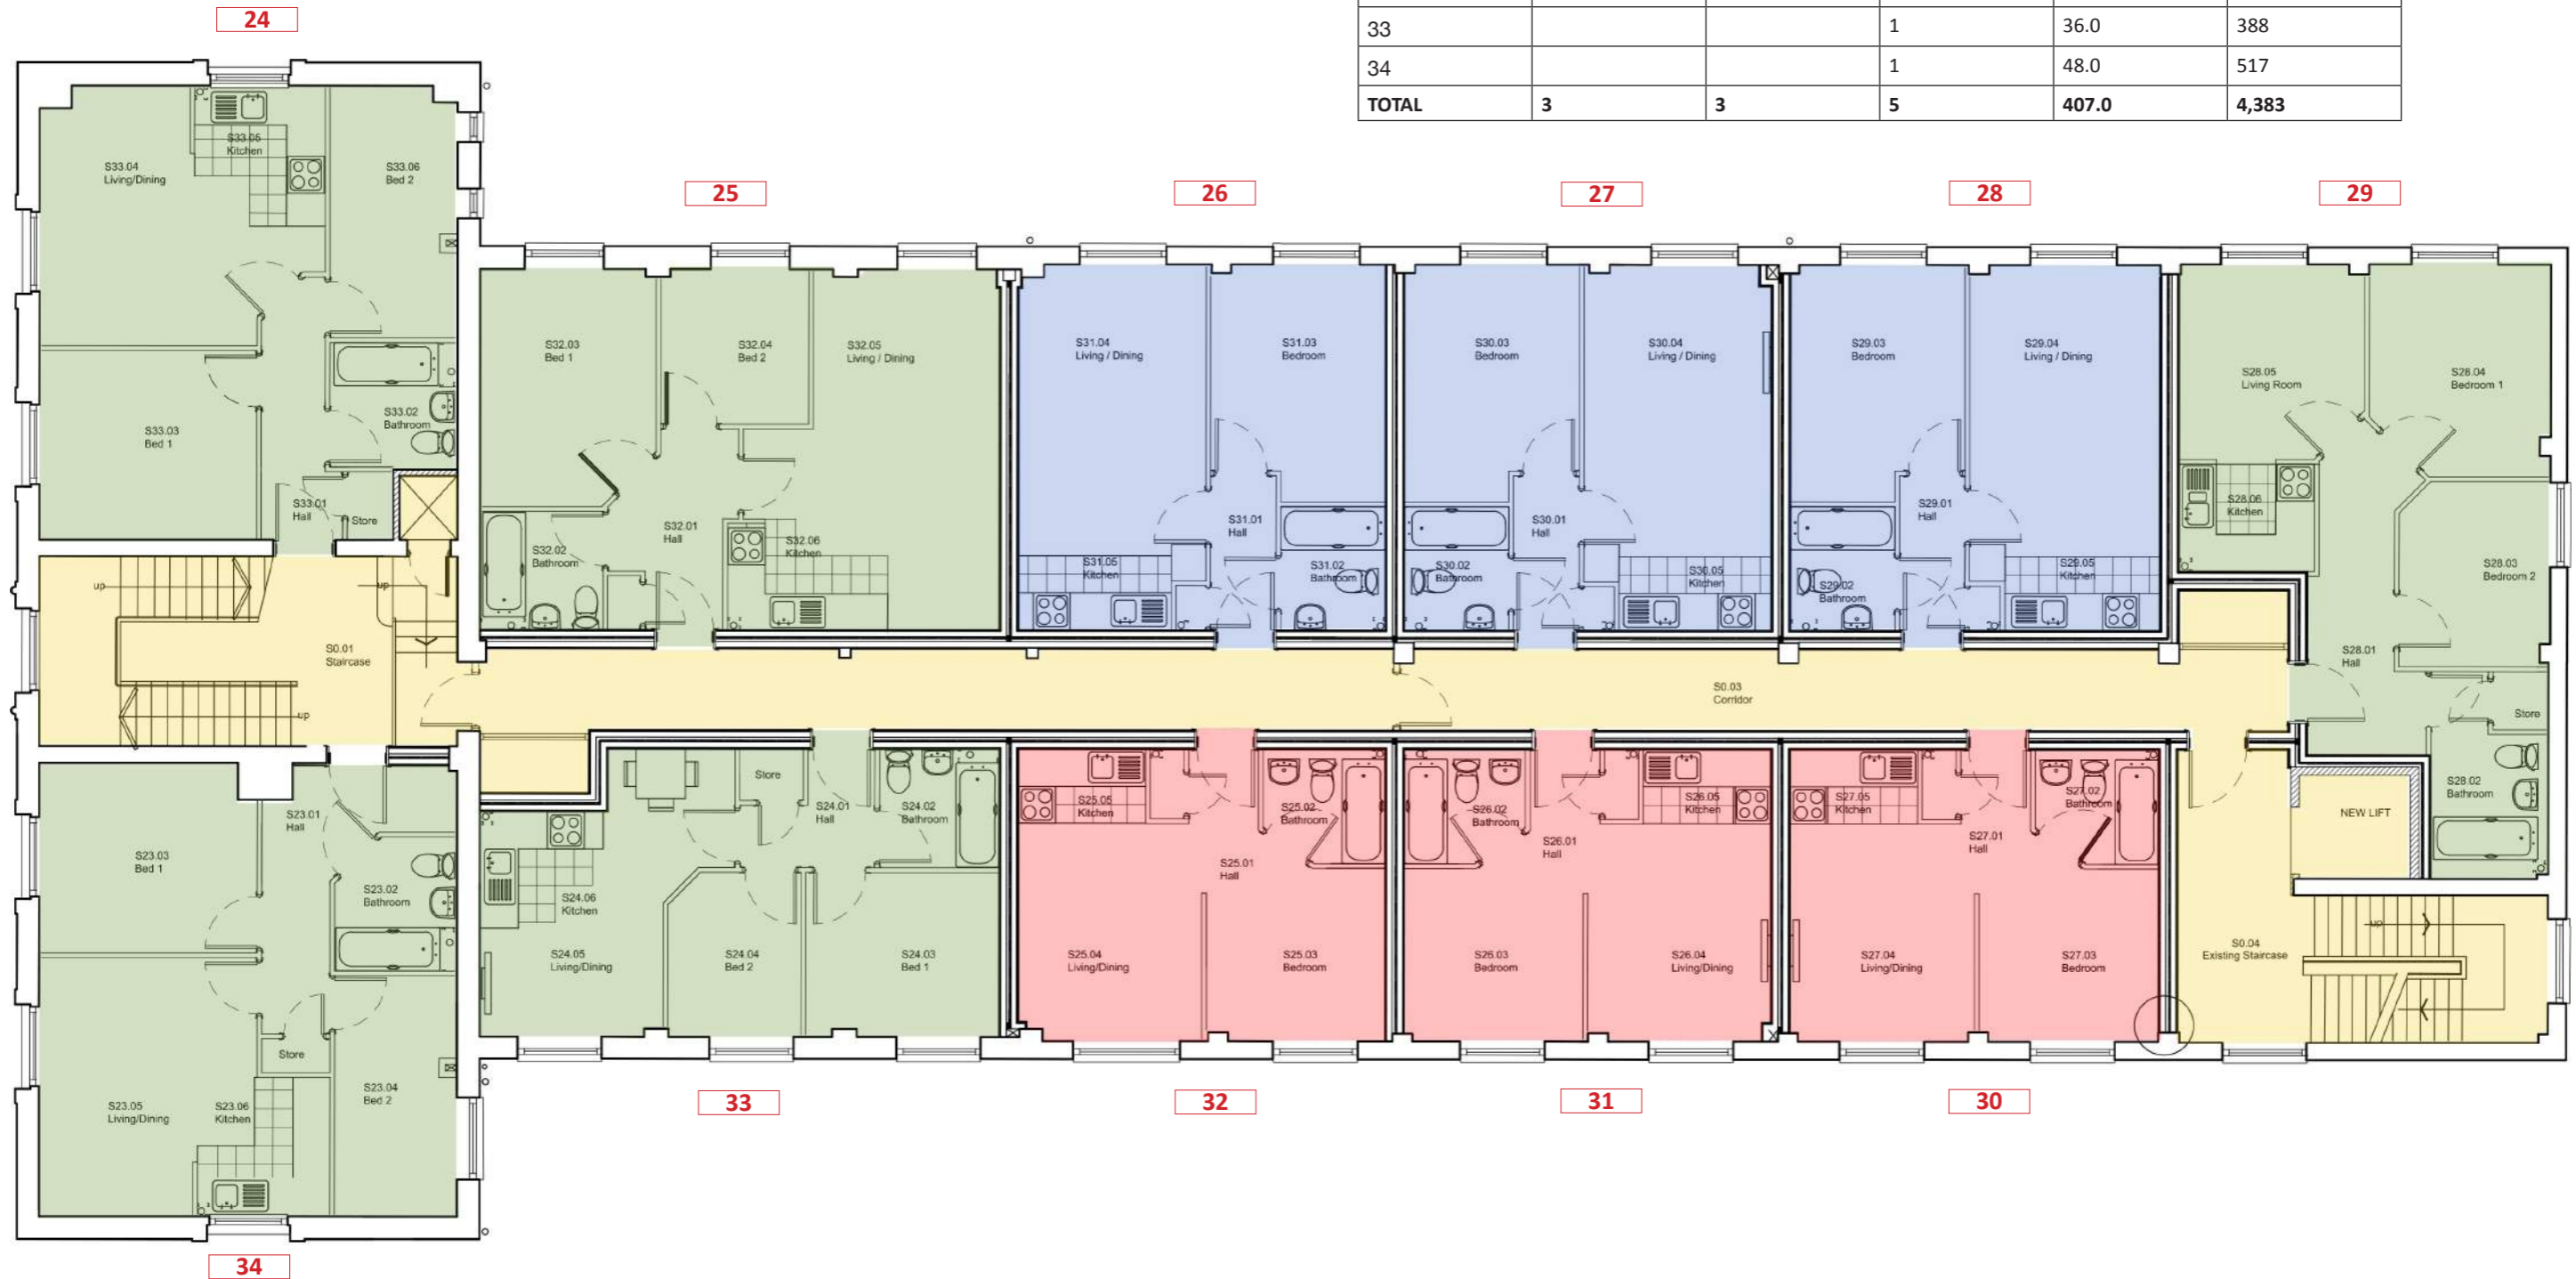 24
33 1 36.0 388
34 1 48.0 517
TOTAL 3 3 5 407.0 4,383
25
26
27
28
29
S33.04
Living/Dining
S33.05
Kitchen
S33.06
Bed 2
S33.03
Bed 1
S33.02
Bathroom
S33.01
Hall
Store
S32.03
Bed 1
S32.04
Bed 2
S32.05
Living / Dining
S32.01
Hall
S32.02
Bathroom
S32.06
Kitchen
S31.04
Living / Dining
S31.03
Bedroom
S31.01
Hall
S31.05
Kitchen
S31.02
Bathroom
S30.03
Bedroom
S30.04
Living / Dining
S30.01
Hall
S30.02
Bathroom
S30.05
Kitchen
S29.03
Bedroom
S29.04
Living / Dining
S29.01
Hall
S29.02
Bathroom
S29.05
Kitchen
S28.05
Living Room
S28.04
Bedroom 1
S28.06
Kitchen
S28.03
Bedroom 2
S28.01
Hall
Store
S28.02
Bathroom
up
up
S0.01
Staircase
up
S0.03
Corridor
NEW LIFT
up
S0.04
Existing Staircase
S23.01
Hall
S23.03
Bed 1
S23.02
Bathroom
Store
S23.04
Bed 2
S23.05
Living/Dining
S23.06
Kitchen
Store
S24.01
Hall
S24.02
Bathroom
S24.06
Kitchen
S24.05
Living/Dining
S24.04
Bed 2
S24.03
Bed 1
S25.05
Kitchen
S25.02
Bathroom
S25.01
Hall
S25.04
Living/Dining
S25.03
Bedroom
S26.02
Bathroom
S26.01
Hall
S26.05
Kitchen
S26.03
Bedroom
S26.04
Living/Dining
S27.05
Kitchen
S27.02
Bathroom
S27.01
Hall
S27.04
Living/Dining
S27.03
Bedroom
33
32
31
30
34